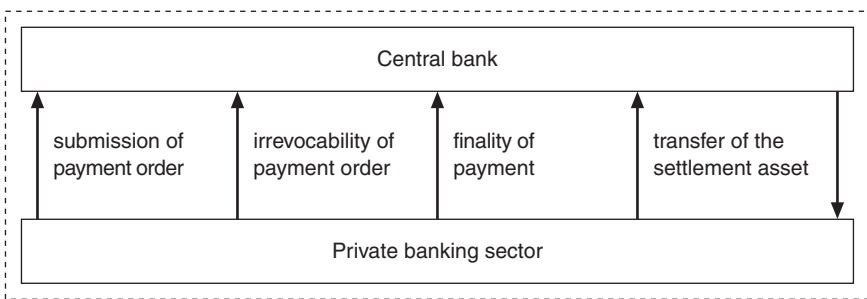 Central bank
submission of
payment order
irrevocability of
payment order
finality of
payment
transfer of the
settlement asset
Private banking sector